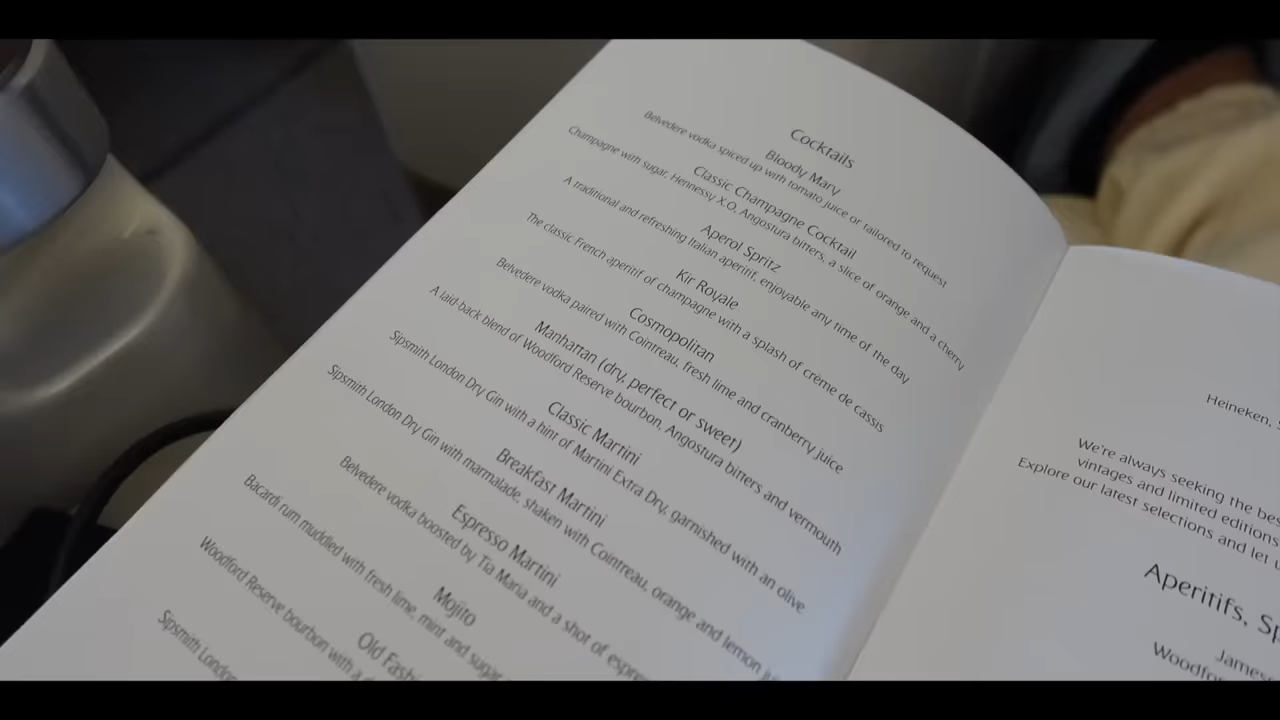 Cocktails
Bloody Mary
Belvedere vodka spiced up with tomato juice or tailored to request
Classic Champagne Cocktail
Champagne with sugar, Hennessy X.O, Angostura bitters, a slice of orange and a cherry
Aperol Spritz
A traditional and refreshing Italian aperitif, enjoyable any time of the day
Kir Royale
The classic French aperitif of champagne with a splash of crème de cassis
Cosmopolitan
Belvedere vodka paired with Cointreau, fresh lime and cranberry juice
Manhattan (dry, perfect or sweet)
A laid-back blend of Woodford Reserve bourbon, Angostura bitters and vermouth
Classic Martini
Sipsmith London Dry Gin with a hint of Martini Extra Dry, garnished with an olive
Breakfast Martini
Sipsmith London Dry Gin with marmalade, shaken with Cointreau, orange and lemon
Espresso Martini
Belvedere vodka boosted by Tia Maria and a shot of
Mojito
Bacardi rum muddled with fresh lime, mint and sugar
Old
Woodford Reserve bourbon with a
Sipsmith London
Heineken,
We're always seeking the
vintages and limited editions
Explore our latest selections and let
Aperitifs,